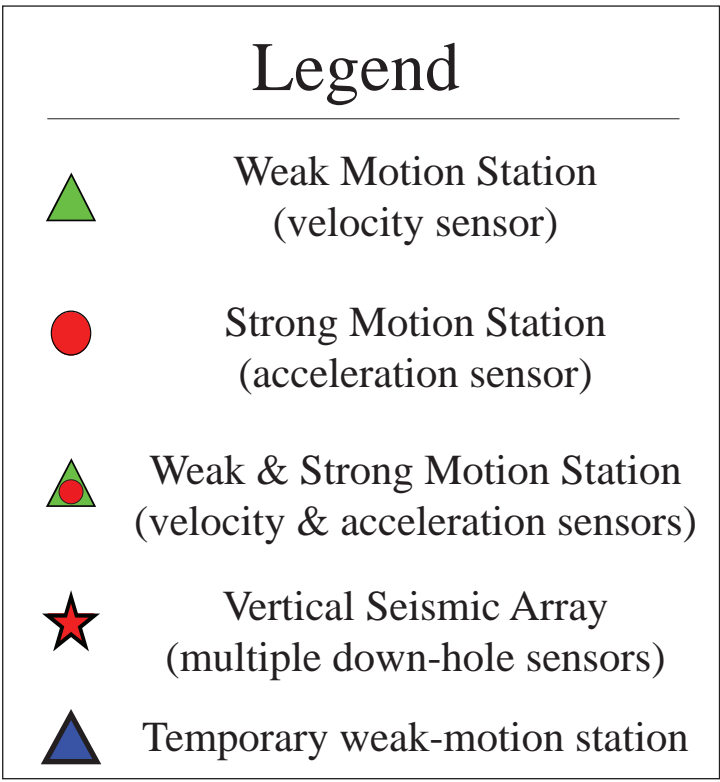 Legend
Weak Motion Station
(velocity sensor)
Strong Motion Station
(acceleration sensor)
Weak & Strong Motion Station
(velocity & acceleration sensors)
Vertical Seismic Array
(multiple down-hole sensors)
Temporary weak-motion station